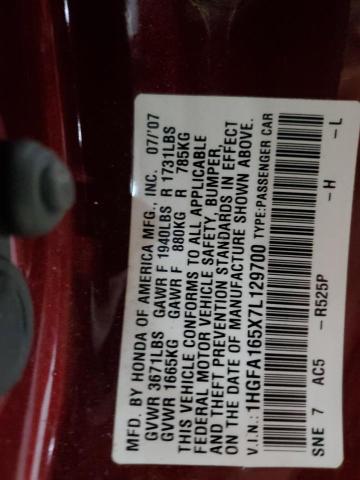 MFD. BY HONDA OF AMERICA MFG., INC. 07/'07
GVWR 3671LBS GAWR F 1940LBS R 1731LBS
GVWR 1665KG GAWR F 880KG R 785KG
THIS VEHICLE CONFORMS TO ALL APPLICABLE
FEDERAL MOTOR VEHICLE SAFETY, BUMPER,
AND THEFT PREVENTION STANDARDS IN EFFECT
ON THE DATE OF MANUFACTURE SHOWN ABOVE.
V.I.N.: 1HGFA165X7L129700 TYPE:PASSENGER CAR
SNE 7 AC5 -R525P -H -L